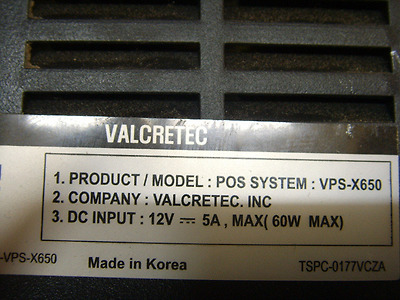 VALCRETEC
1. PRODUCT / MODEL : POS SYSTEM : VPS-X650
2. COMPANY : VALCRETEC. INC
3. DC INPUT : 12V ⎓ 5A , MAX( 60W MAX)
-VPS-X650 Made in Korea TSPC-0177VCZA